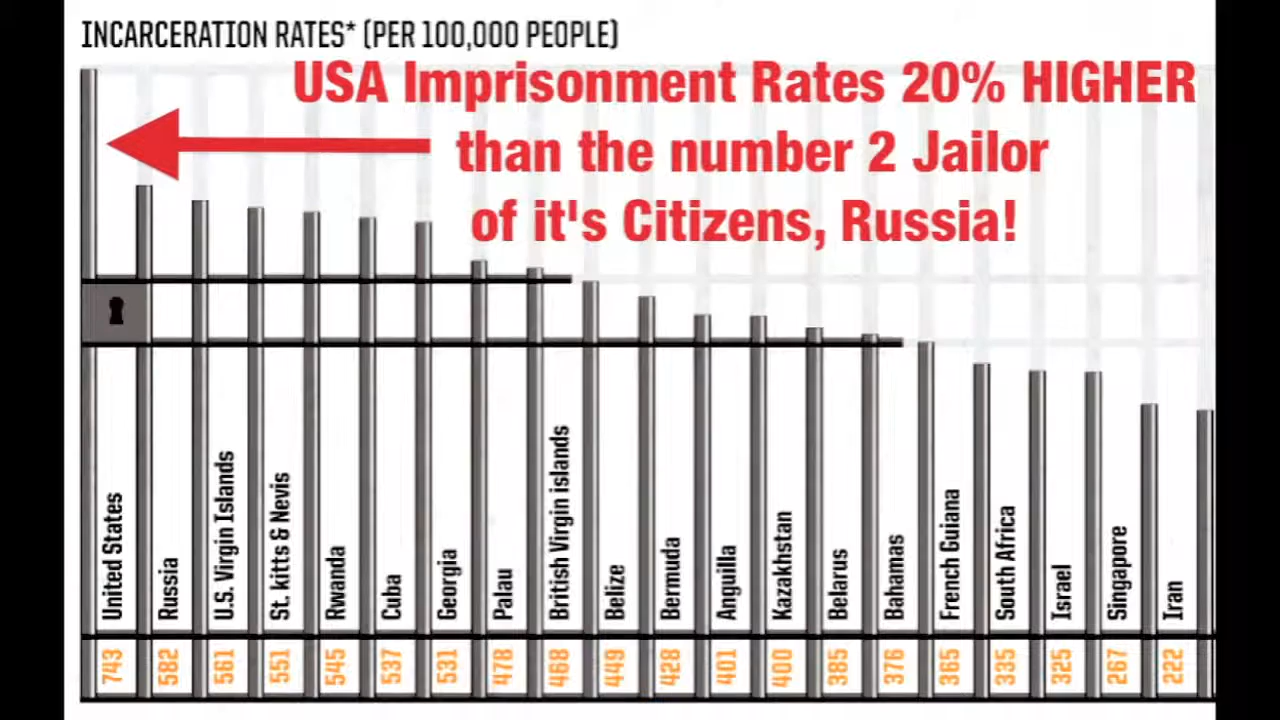 INCARCERATION RATES* (PER 100,000 PEOPLE)
USA Imprisonment Rates 20% HIGHER
than the number 2 Jailor
of it's Citizens, Russia!
United States
743
Russia
582
U.S. Virgin Islands
561
St. kitts & Nevis
551
Rwanda
545
Cuba
537
Georgia
531
Palau
478
British Virgin islands
468
Belize
449
Bermuda
428
Anguilla
401
Kazakhstan
400
Belarus
385
Bahamas
376
French Guiana
365
South Africa
335
Israel
325
Singapore
267
Iran
222